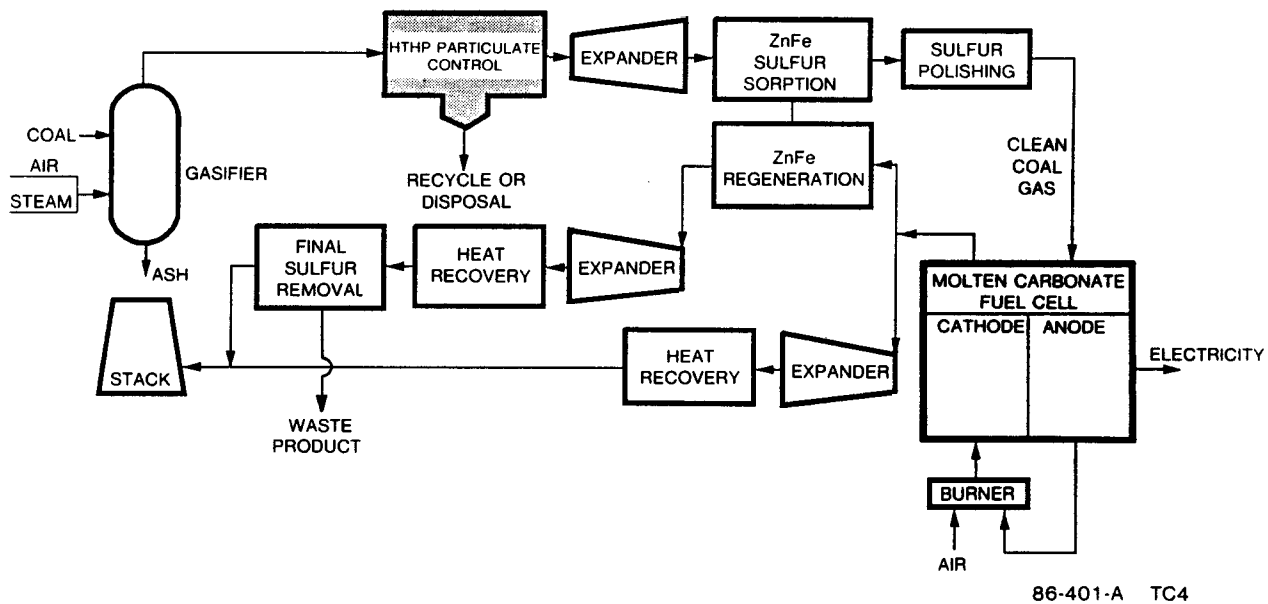 HTHP PARTICULATE
CONTROL
EXPANDER
ZnFe
SULFUR
SORPTION
SULFUR
POLISHING
COAL
AIR
STEAM
GASIFIER
RECYCLE OR
DISPOSAL
ZnFe
REGENERATION
CLEAN
COAL
GAS
ASH
FINAL
SULFUR
REMOVAL
HEAT
RECOVERY
EXPANDER
MOLTEN CARBONATE
FUEL CELL
CATHODE
ANODE
ELECTRICITY
STACK
HEAT
RECOVERY
EXPANDER
WASTE
PRODUCT
BURNER
AIR
86-401-A TC4